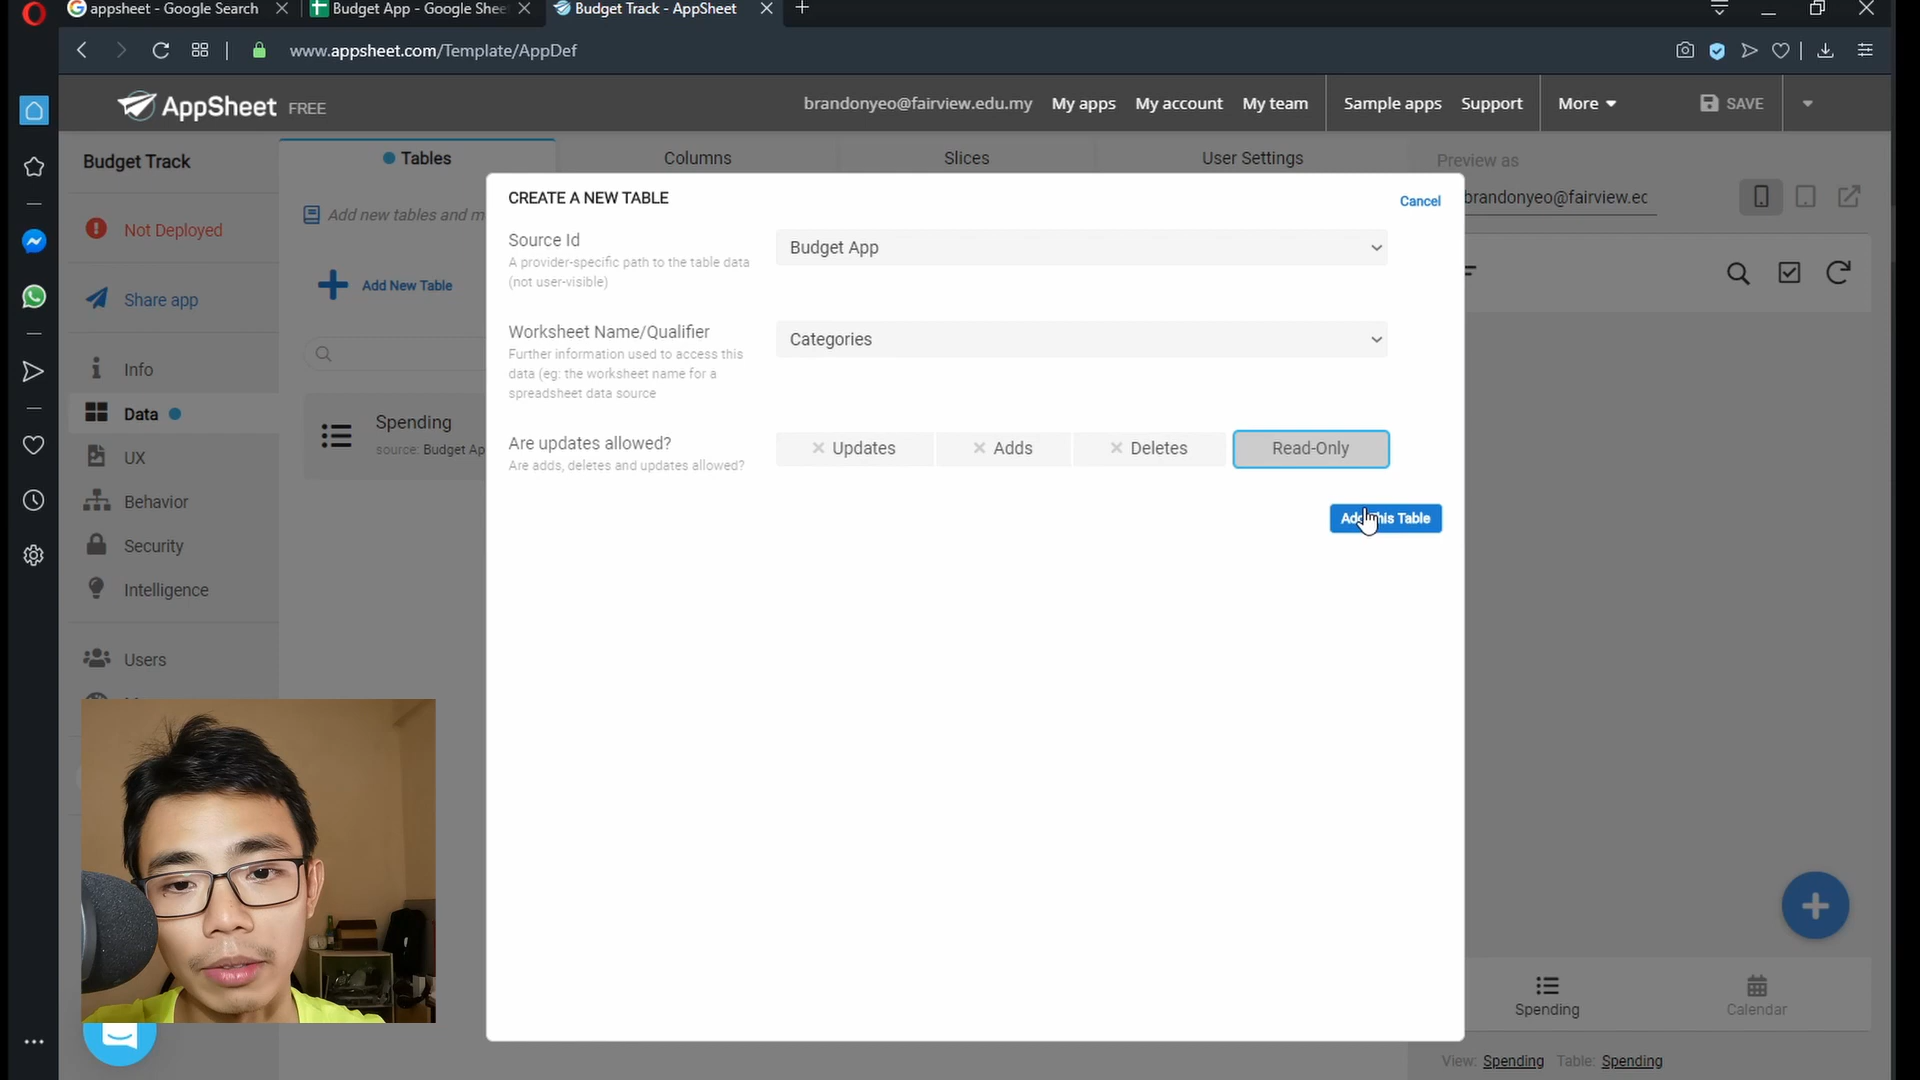 appsheet - Google Search
Budget App - Google Shee
Budget Track - AppSheet
www.appsheet.com/Template/AppDef
AppSheet FREE
brandonyeo@fairview.edu.my
My apps
My account
My team
Sample apps
Support
More
SAVE
Budget Track
Tables
Columns
Slices
User Settings
Preview as
brandonyeo@fairview.ec
Not Deployed
Add new tables and m
Share app
Add New Table
Info
Data
Spending
source: Budget Ap
UX
Behavior
Security
Intelligence
Users
CREATE A NEW TABLE
Cancel
Source Id
A provider-specific path to the table data
(not user-visible)
Budget App
Worksheet Name/Qualifier
Further information used to access this
data (eg: the worksheet name for a
spreadsheet data source
Categories
Are updates allowed?
Are adds, deletes and updates allowed?
Updates
Adds
Deletes
Read-Only
Table
Spending
Calendar
View: Spending Table: Spending